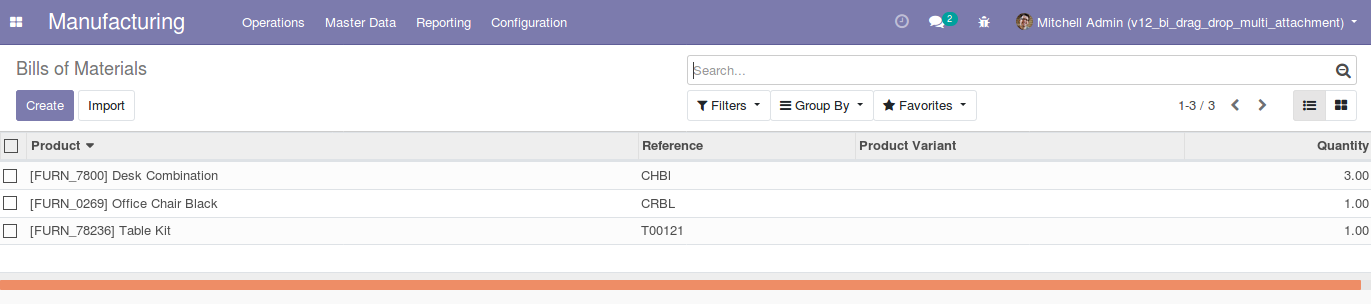 Manufacturing Operations Master Data Reporting Configuration 2 Mitchell Admin (v12_bi_drag_drop_multi_attachment)
Bills of Materials Search...
Create Import Filters Group By Favorites 1-3 / 3
Product Reference Product Variant Quantity
[FURN_7800] Desk Combination CHBI 3.00
[FURN_0269] Office Chair Black CRBL 1.00
[FURN_78236] Table Kit T00121 1.00